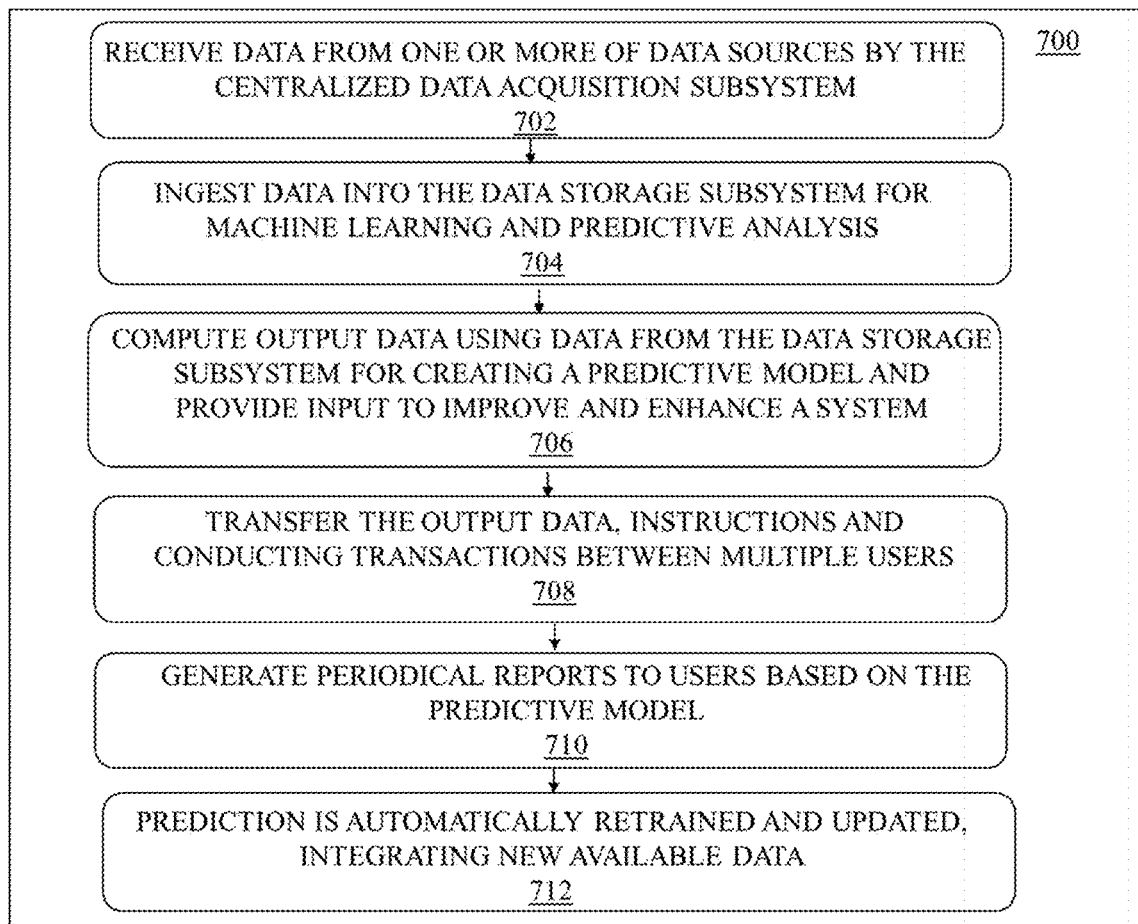 700
RECEIVE DATA FROM ONE OR MORE OF DATA SOURCES BY THE
CENTRALIZED DATA ACQUISITION SUBSYSTEM
702
INGEST DATA INTO THE DATA STORAGE SUBSYSTEM FOR
MACHINE LEARNING AND PREDICTIVE ANALYSIS
704
COMPUTE OUTPUT DATA USING DATA FROM THE DATA STORAGE
SUBSYSTEM FOR CREATING A PREDICTIVE MODEL AND
PROVIDE INPUT TO IMPROVE AND ENHANCE A SYSTEM
706
TRANSFER THE OUTPUT DATA, INSTRUCTIONS AND
CONDUCTING TRANSACTIONS BETWEEN MULTIPLE USERS
708
GENERATE PERIODICAL REPORTS TO USERS BASED ON THE
PREDICTIVE MODEL
710
PREDICTION IS AUTOMATICALLY RETRAINED AND UPDATED,
INTEGRATING NEW AVAILABLE DATA
712